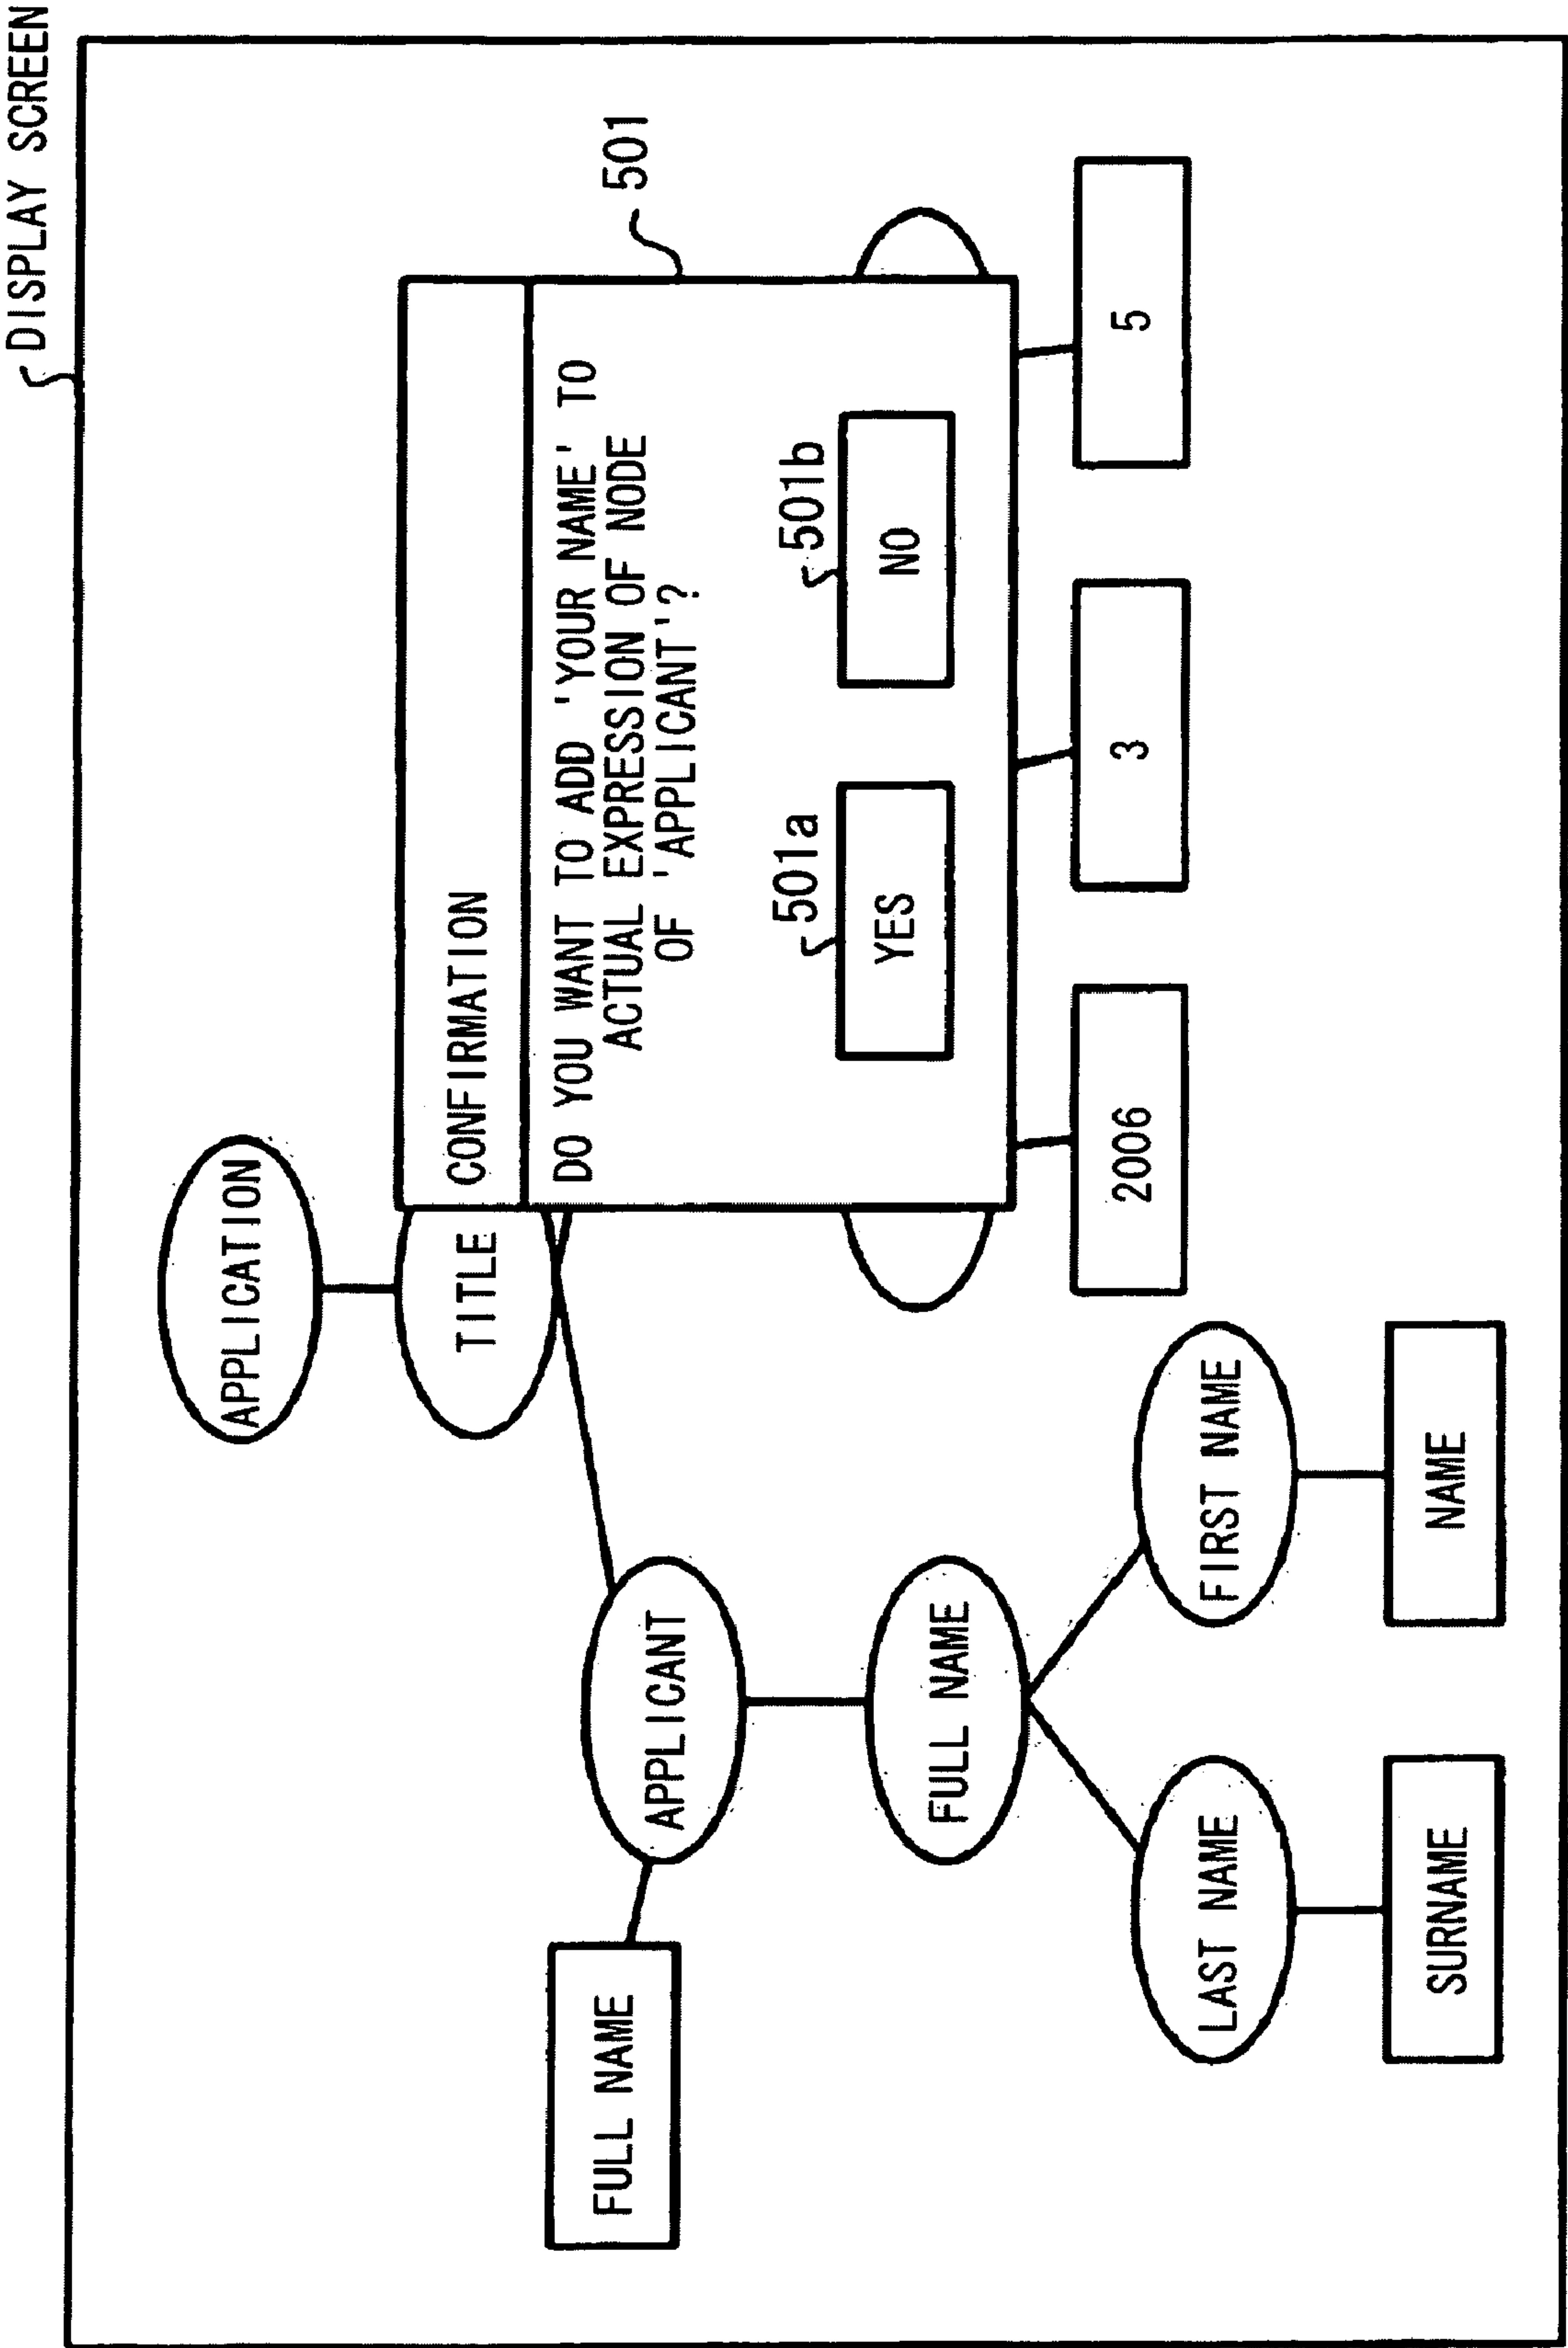 DISPLAY SCREEN
APPLICATION
TITLE
CONFIRMATION
501
DO YOU WANT TO ADD 'YOUR NAME' TO
ACTUAL EXPRESSION OF NODE
OF 'APPLICANT'?
501a
501b
YES
NO
FULL NAME
APPLICANT
FULL NAME
LAST NAME
FIRST NAME
2006
3
5
SURNAME
NAME